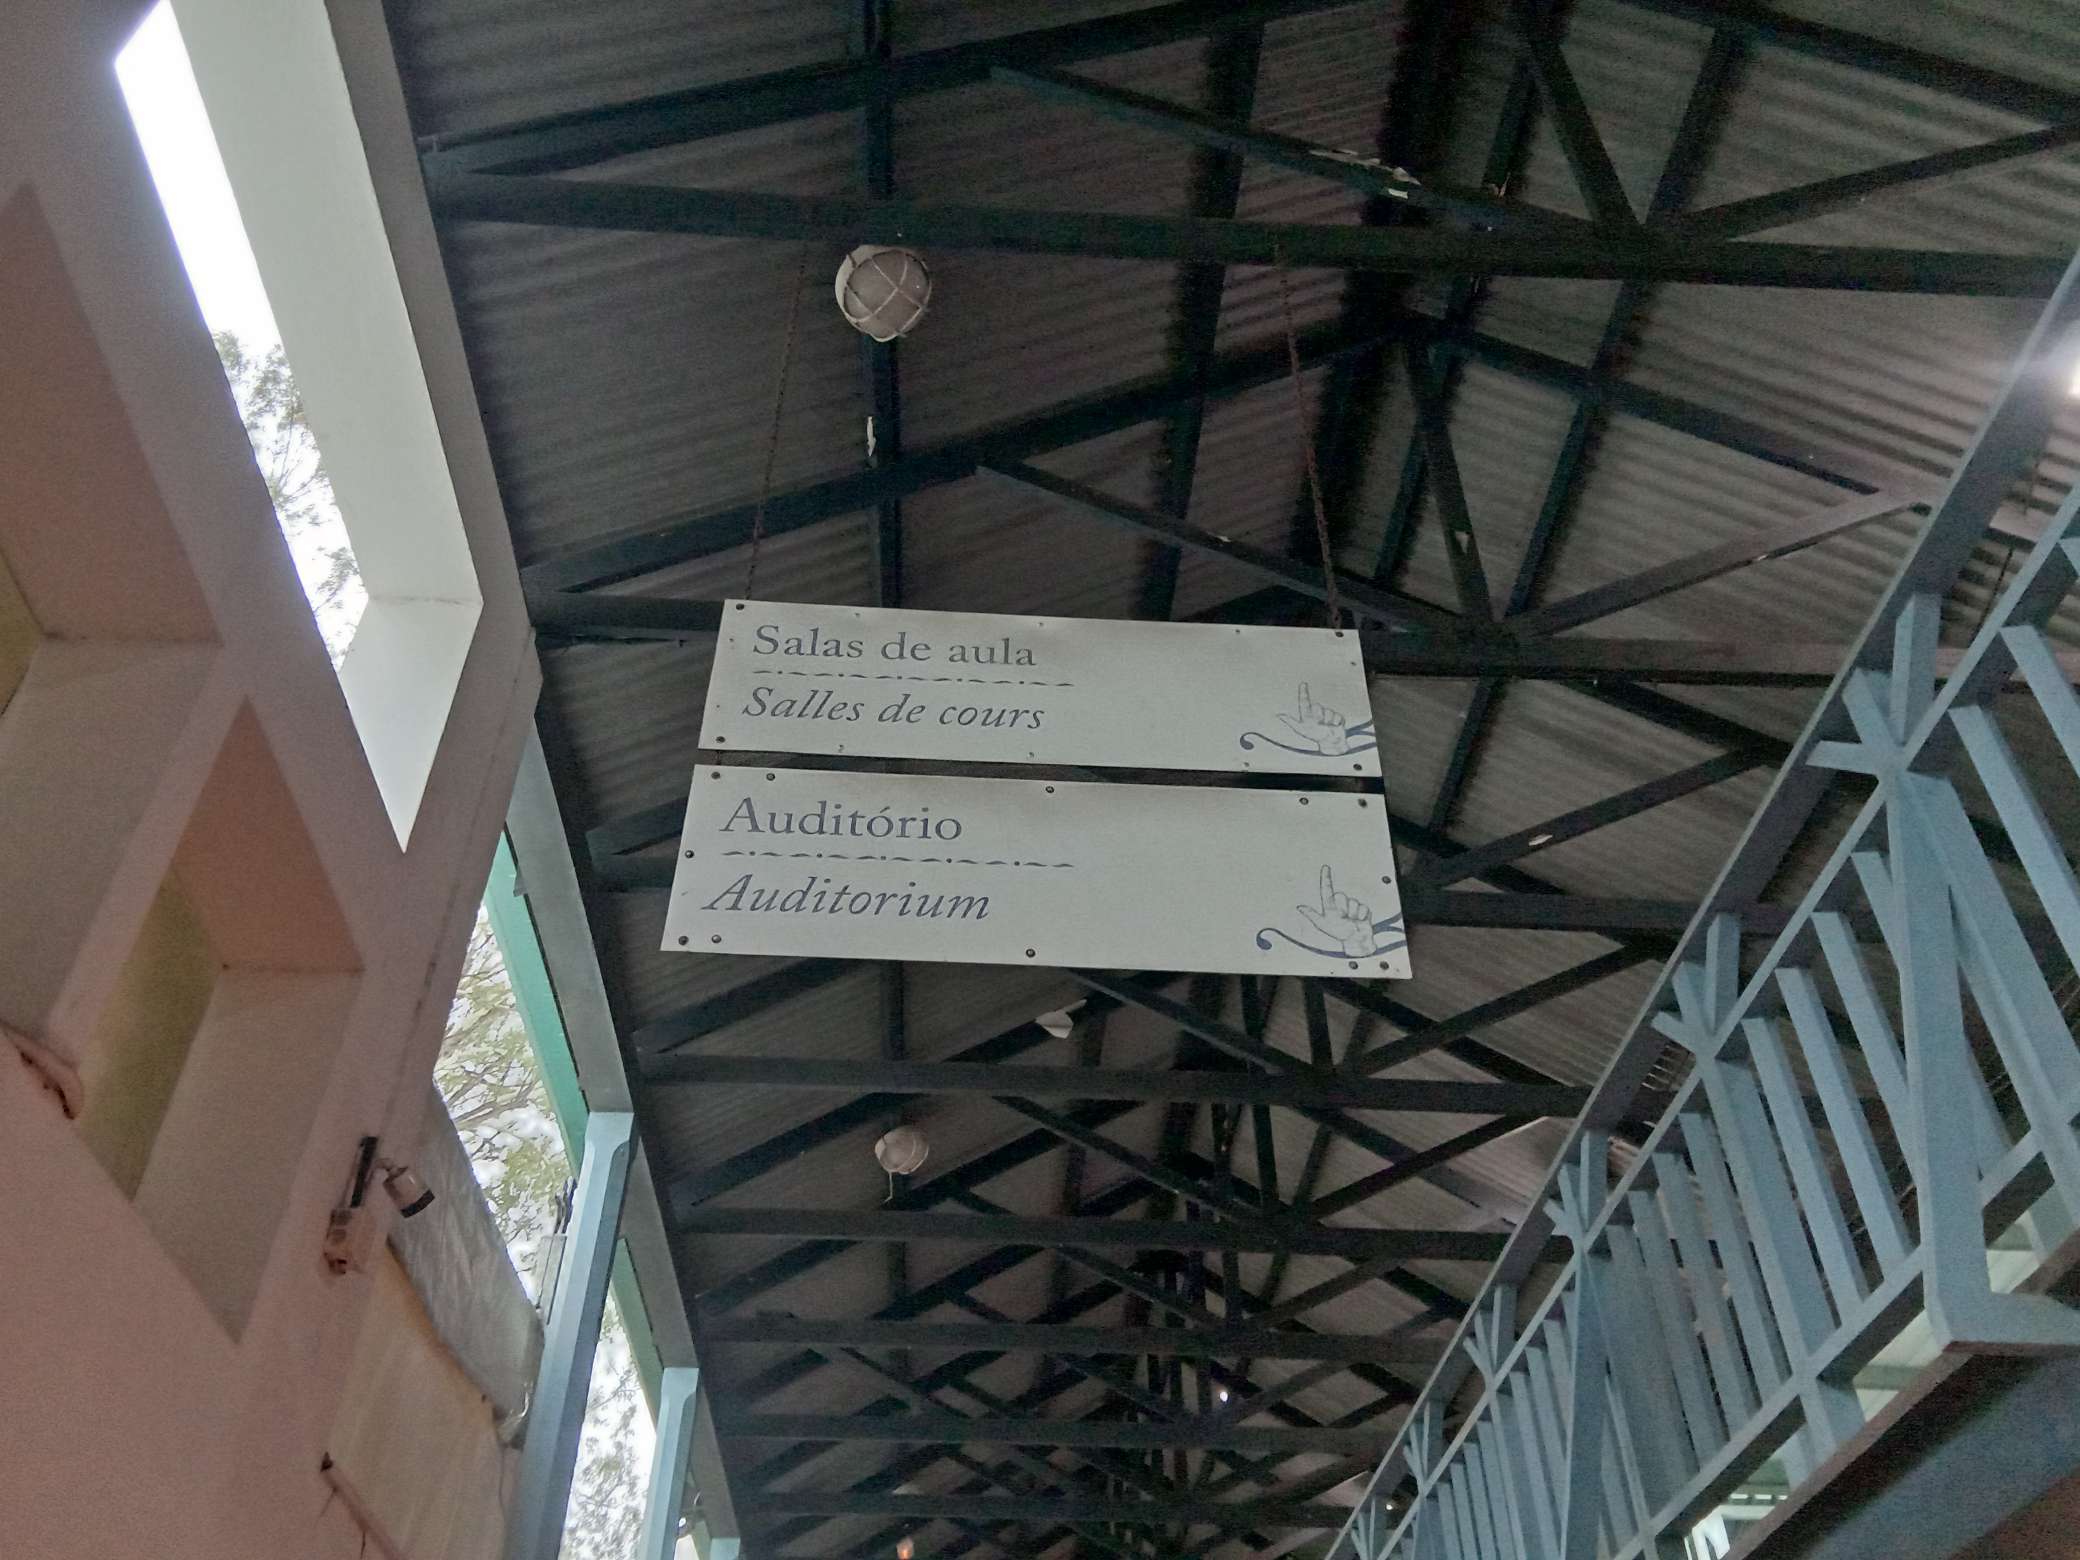 Salas de aula
Salles de cours
Auditório
Auditorium